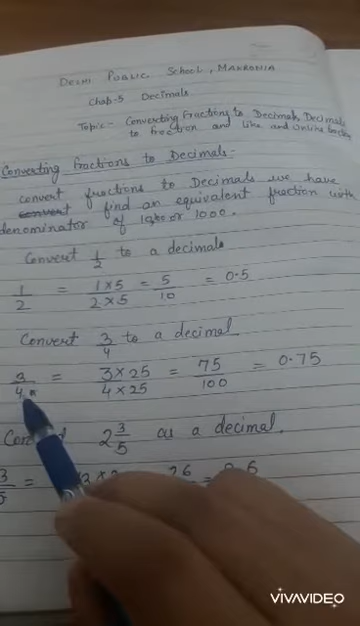 Delhi Public School, Makronia
Chab-5 Decimals
Topic- Converting Fractions to Decimals, Decimals
to fraction and Like and Unlike
Converting fractions to Decimals:-
convert fractions to Decimals we have
find an equivalent fraction with
denominator of 10, or 1000.
Convert 1/2 to a decimal
1/2 = 1×5/2×5 = 5/10 = 0.5
Convert 3/4 to a decimal
3/4 = 3×25/4×25 = 75/100 = 0.75
2 3/5 as a decimal.
VIVAVIDEO